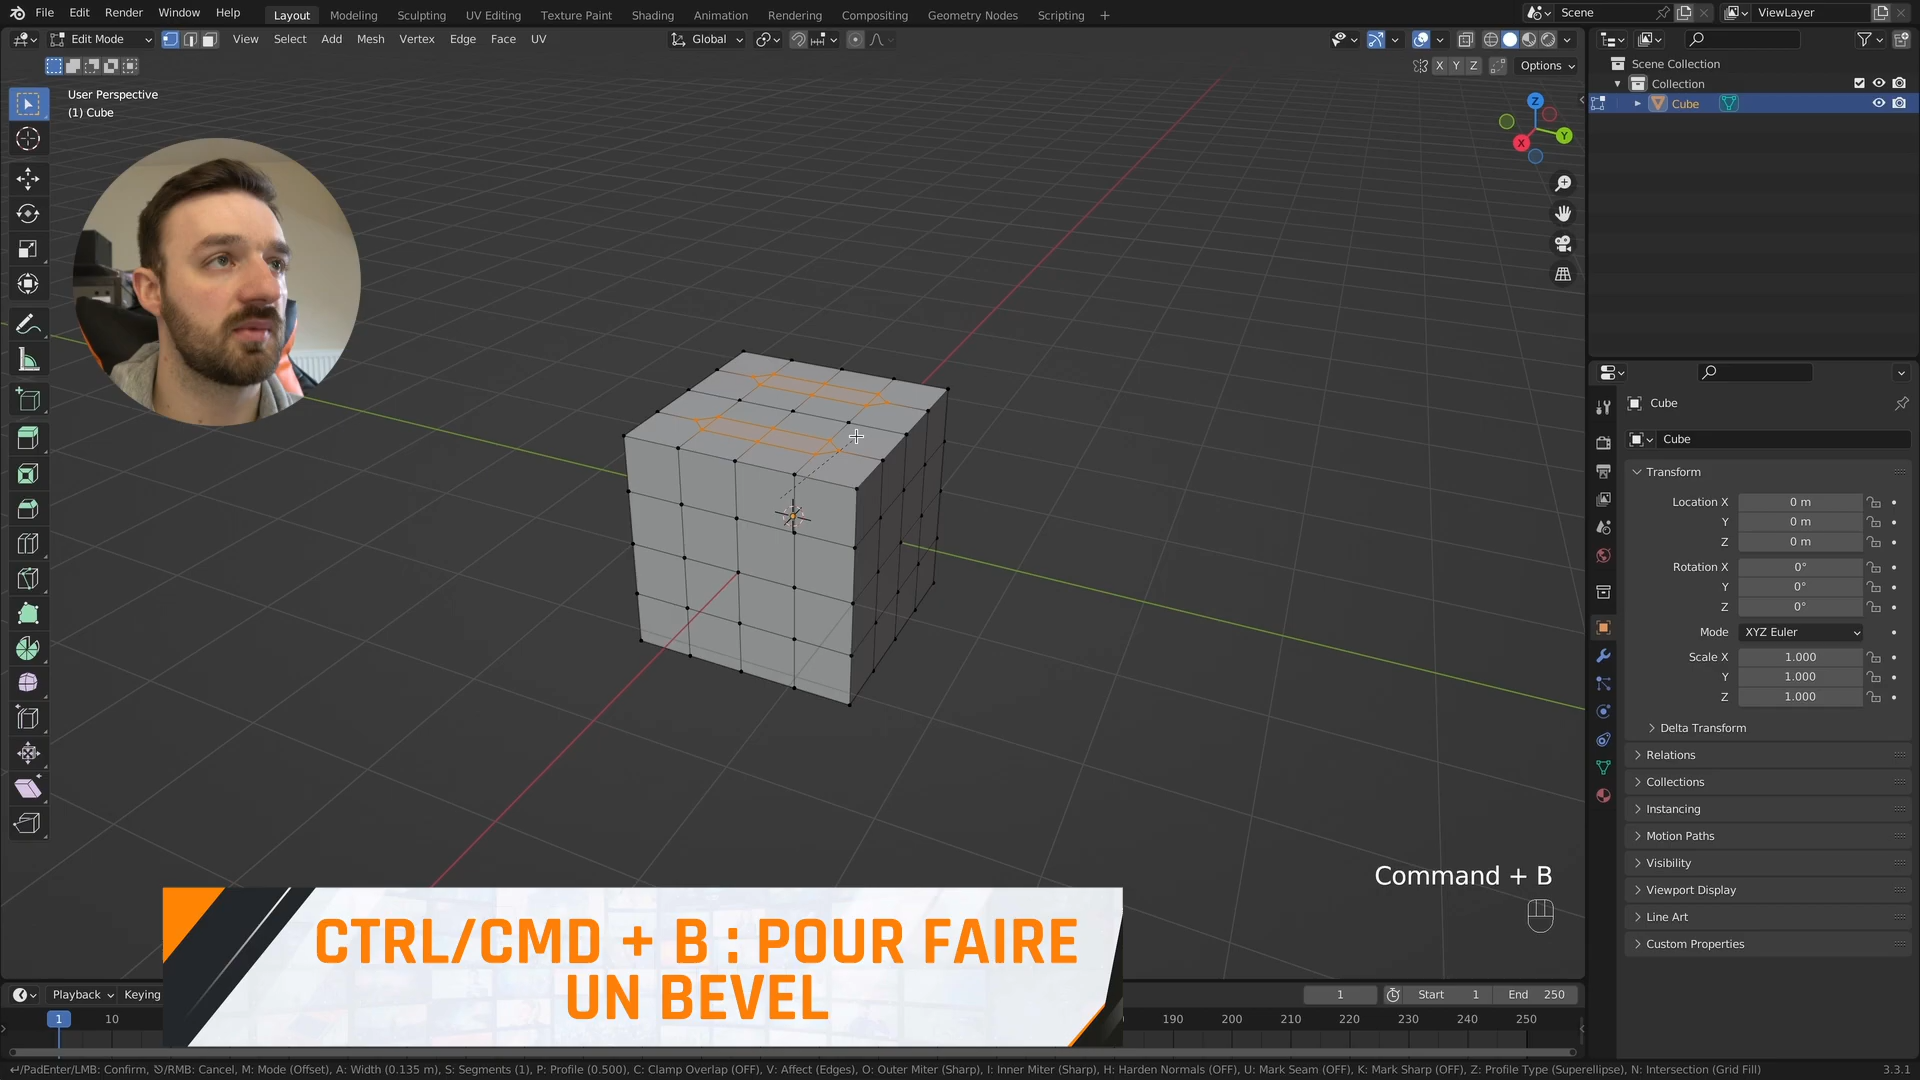 File Edit Render Window Help Layout Modeling Sculpting UV Editing Texture Paint Shading Animation Rendering Compositing Geometry Nodes Scripting + Scene ViewLayer
Edit Mode View Select Add Mesh Vertex Edge Face UV Global
X Y Z Options
User Perspective
(1) Cube
Z
Y
X
Scene Collection
Collection
Cube
Cube
Cube
Transform
Location X 0 m
Y 0 m
Z 0 m
Rotation X 0°
Y 0°
Z 0°
Mode XYZ Euler
Scale X 1.000
Y 1.000
Z 1.000
Delta Transform
Relations
Collections
Instancing
Motion Paths
Visibility
Viewport Display
Line Art
Custom Properties
Command + B
CTRL/CMD + B : POUR FAIRE
UN BEVEL
Playback Keying 1 Start 1 End 250
1 10 190 200 210 220 230 240 250
/PadEnter/LMB: Confirm, /RMB: Cancel, M: Mode (Offset), A: Width (0.135 m), S: Segments (1), P: Profile (0.500), C: Clamp Overlap (OFF), V: Affect (Edges), O: Outer Miter (Sharp), I: Inner Miter (Sharp), H: Harden Normals (OFF), U: Mark Seam (OFF), K: Mark Sharp (OFF), Z: Profile Type (Superellipse), N: Intersection (Grid Fill) 3.3.1